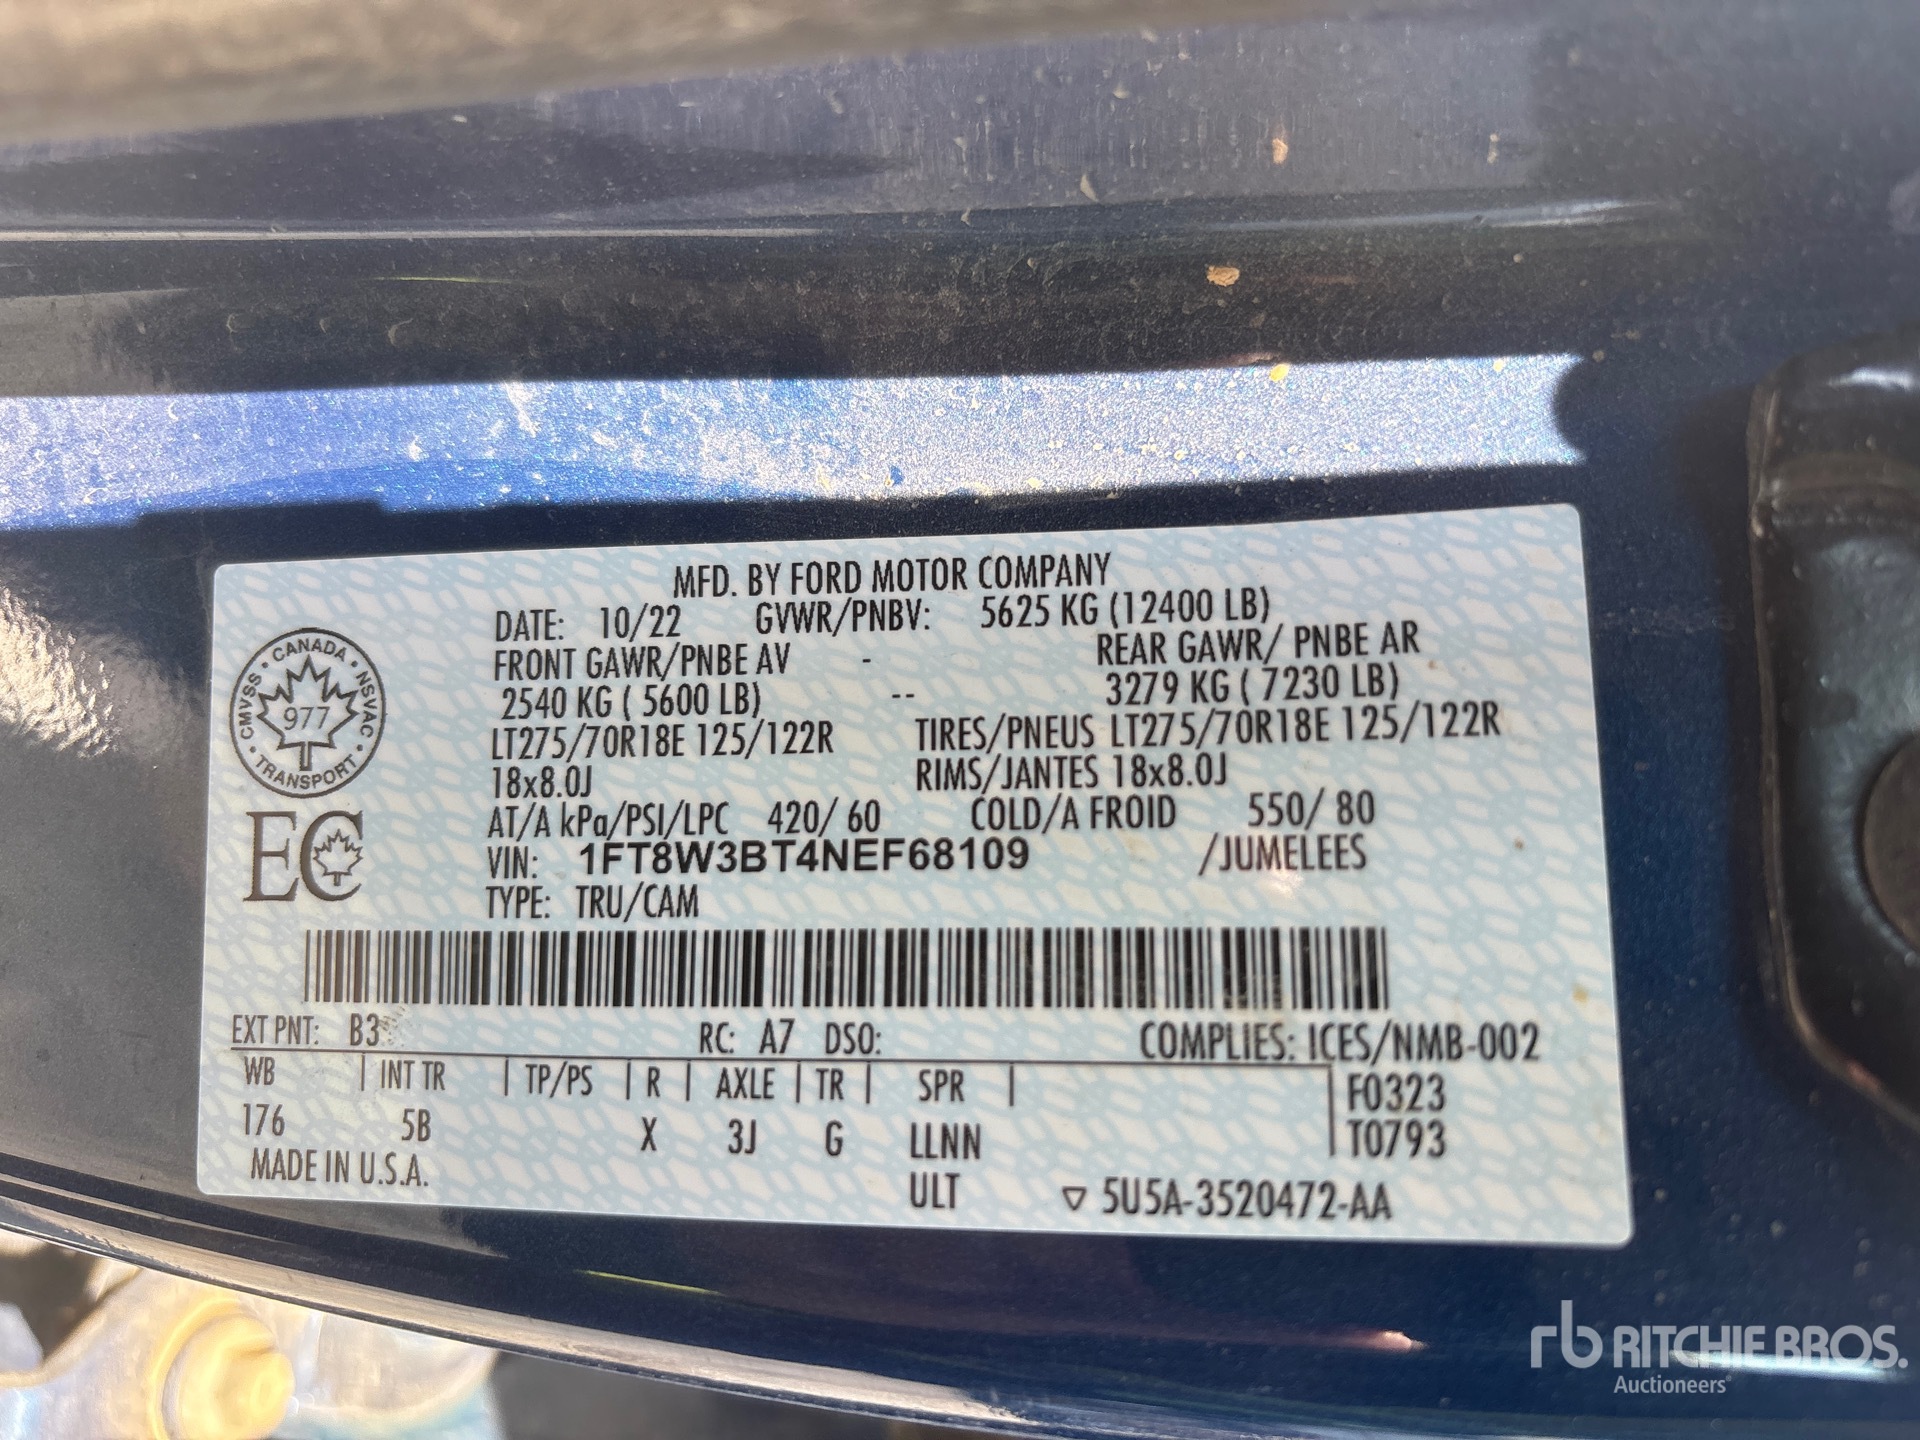 MFD. BY FORD MOTOR COMPANY
DATE: 10/22 GVWR/PNBV: 5625 KG (12400 LB)
FRONT GAWR/PNBE AV - REAR GAWR/ PNBE AR
2540 KG ( 5600 LB) -- 3279 KG ( 7230 LB)
LT275/70R18E 125/122R TIRES/PNEUS LT275/70R18E 125/122R
18x8.0J RIMS/JANTES 18x8.0J
AT/A kPa/PSI/LPC 420/ 60 COLD/A FROID 550/ 80
VIN: 1FT8W3BT4NEF68109 /JUMELEES
TYPE: TRU/CAM
CANADA
CMVSS 977 NSVAC
TRANSPORT
EC
EXT PNT: B3 RC: A7 DSO: COMPLIES: ICES/NMB-002
WB | INT TR | TP/PS | R | AXLE | TR | SPR | F0323
176 5B X 3J G LLNN T0793
MADE IN U.S.A. ULT ▽ 5U5A-3520472-AA
rb RITCHIE BROS.
Auctioneers